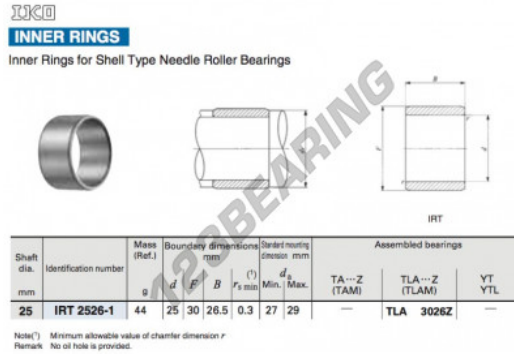 IKO
INNER RINGS
Inner Rings for Shell Type Needle Roller Bearings
B
r
r
F
d
IRT
123BEARING
Shaft dia. mm Identification number Mass (Ref.) g Boundary dimensions mm Standard mounting dimension mm Assembled bearings
d F B rs min (1) da Min. Max. TA···Z (TAM) TLA···Z (TLAM) YT YTL
25 IRT 2526-1 44 25 30 26.5 0.3 27 29 — TLA 3026Z —
Note(1) Minimum allowable value of chamfer dimension r
Remark No oil hole is provided.